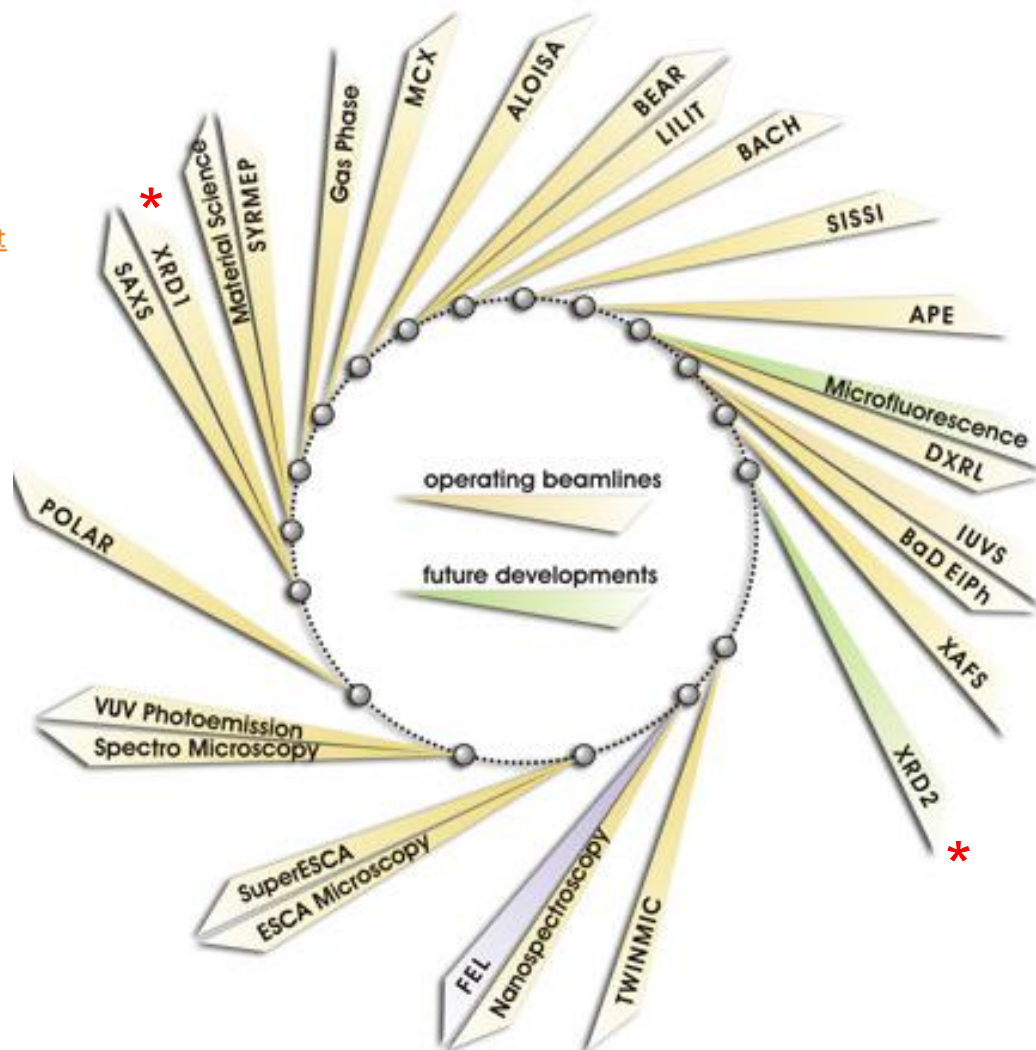 MCX
ALOISA
BEAR
LILIT
BACH
Gas Phase
SYRMEP
Material Science
*
XRD1
SAXS
t
SISSI
APE
Microfluorescence
DXRL
IUVS
BaD ElPh
XAFS
XRD2
*
operating beamlines
future developments
POLAR
VUV Photoemission
Spectro Microscopy
SuperESCA
ESCA Microscopy
FEL
Nanospectroscopy
TWINMIC